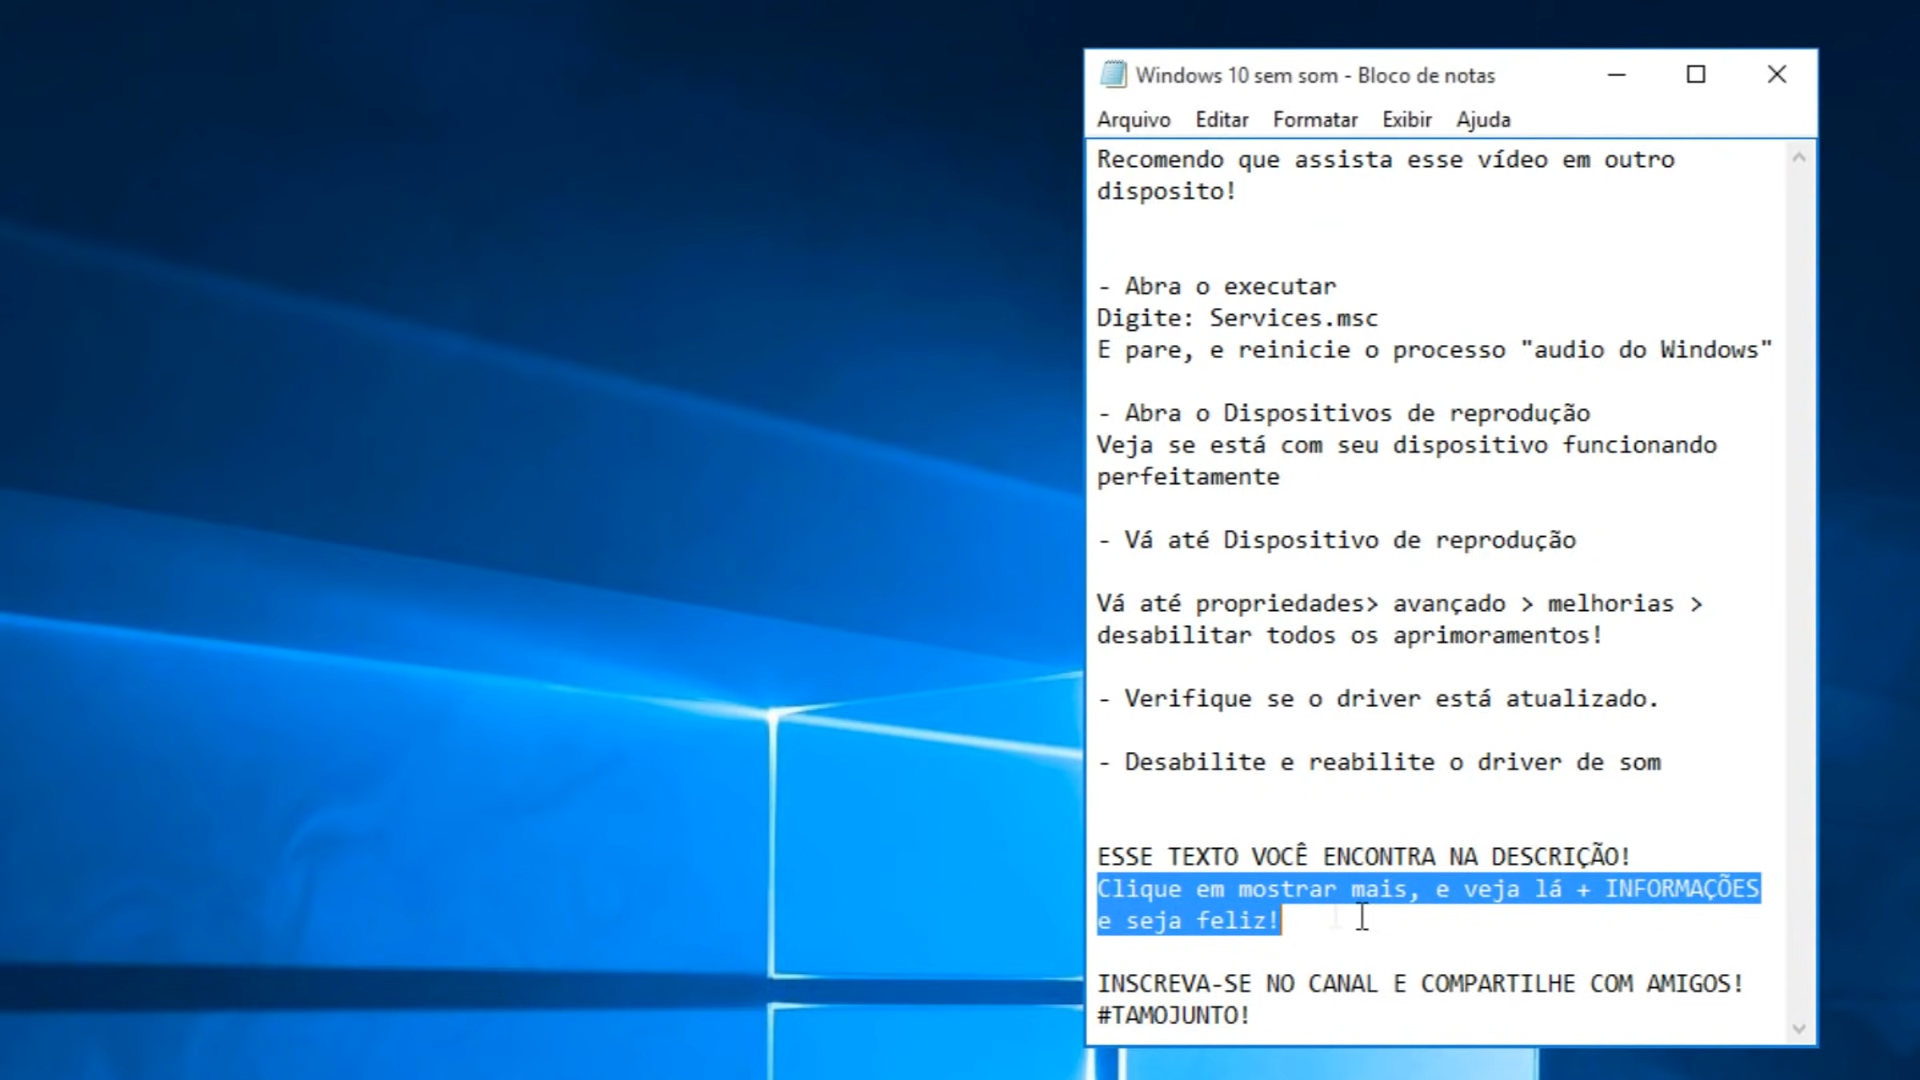 Windows 10 sem som - Bloco de notas
Arquivo Editar Formatar Exibir Ajuda
Recomendo que assista esse vídeo em outro
disposito!
- Abra o executar
Digite: Services.msc
E pare, e reinicie o processo "audio do Windows"
- Abra o Dispositivos de reprodução
Veja se está com seu dispositivo funcionando
perfeitamente
- Vá até Dispositivo de reprodução
Vá até propriedades> avançado > melhorias >
desabilitar todos os aprimoramentos!
- Verifique se o driver está atualizado.
- Desabilite e reabilite o driver de som
ESSE TEXTO VOCÊ ENCONTRA NA DESCRIÇÃO!
Clique em mostrar mais, e veja lá + INFORMAÇÕES
e seja feliz!
INSCREVA-SE NO CANAL E COMPARTILHE COM AMIGOS!
#TAMOJUNTO!